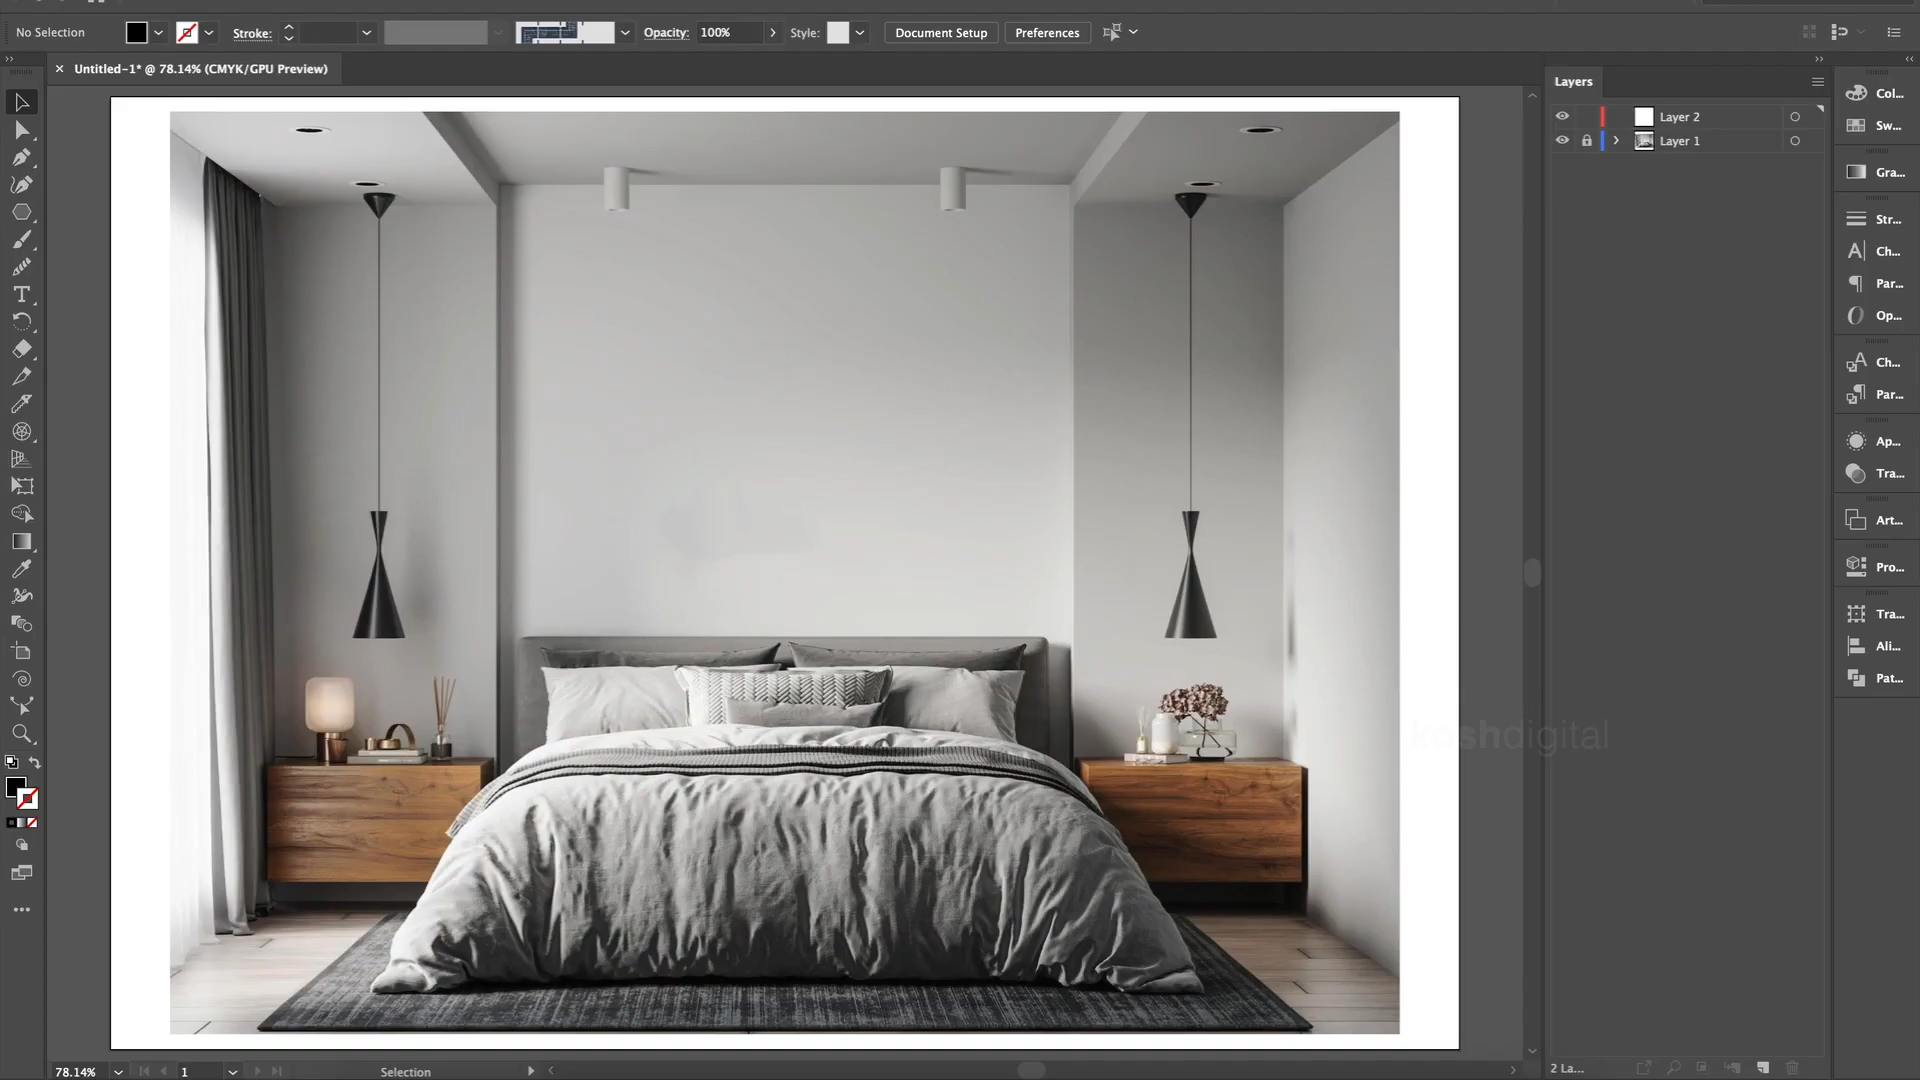 No Selection
Stroke:
Opacity:
100%
Style:
Document Setup
Preferences
Untitled-1* @ 78.14% (CMYK/GPU Preview)
Layers
Layer 2
Layer 1
Col...
Sw...
Gra...
Str...
Ch...
Par...
Op...
Ch...
Par...
Ap...
Tra...
Art...
Pro...
Tra...
Ali...
Pat...
koshdigital
78.14%
1
Selection
2 La...